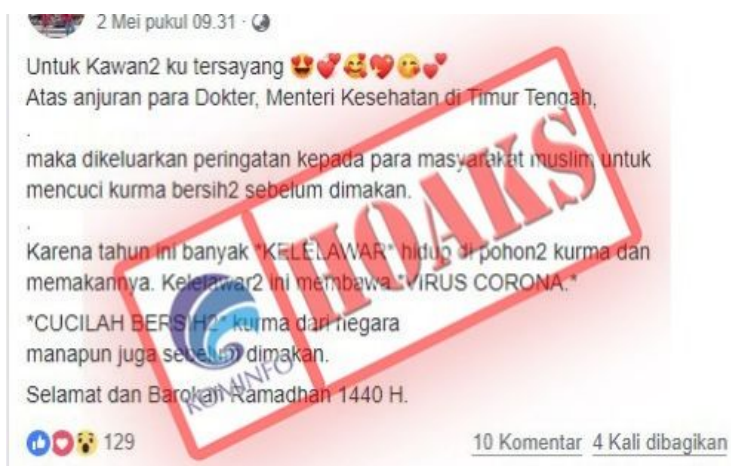 2 Mei pukul 09.31 ·
Untuk Kawan2 ku tersayang 😍💕🥰💖😘💕
Atas anjuran para Dokter, Menteri Kesehatan di Timur Tengah,
.
maka dikeluarkan peringatan kepada para masyarakat muslim untuk
mencuci kurma bersih2 sebelum dimakan.
.
Karena tahun ini banyak *KELELAWAR* hidup di pohon2 kurma dan
memakannya. Kelelawar2 ini membawa *VIRUS CORONA.*
*CUCILAH BERSIH2* kurma dari negara
manapun juga sebelum dimakan.
Selamat dan Barokah Ramadhan 1440 H.
129
10 Komentar 4 Kali dibagikan
HOAKS
KOMINFO